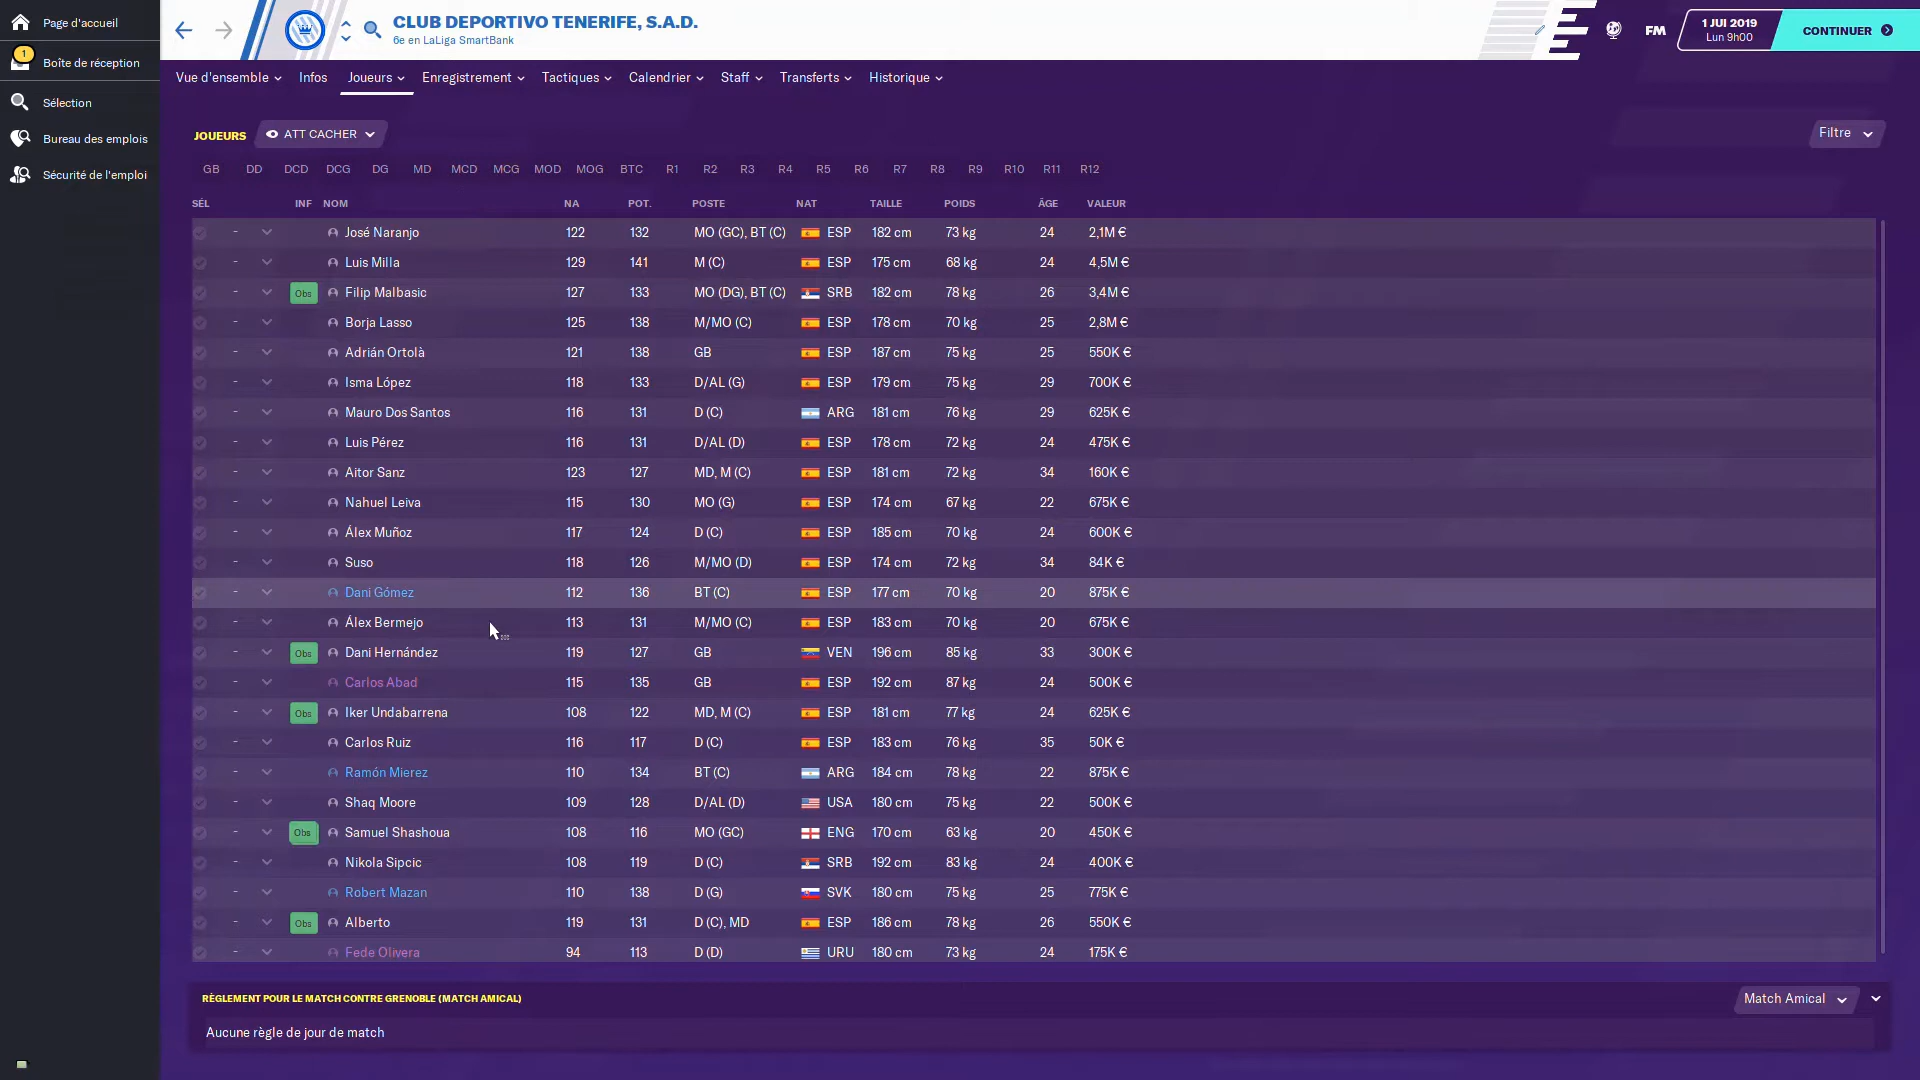 Page d'accueil
1
Boîte de réception
Sélection
Bureau des emplois
Sécurité de l'emploi
CLUB DEPORTIVO TENERIFE, S.A.D.
6e en LaLiga SmartBank
FM
1 JUI 2019
Lun 9h00
CONTINUER
Vue d'ensemble Infos Joueurs Enregistrement Tactiques Calendrier Staff Transferts Historique
JOUEURS ATT CACHER Filtre
GB DD DCD DCG DG MD MCD MCG MOD MOG BTC R1 R2 R3 R4 R5 R6 R7 R8 R9 R10 R11 R12
SÉL INF NOM NA POT. POSTE NAT TAILLE POIDS ÂGE VALEUR
- José Naranjo 122 132 MO (GC), BT (C) ESP 182 cm 73 kg 24 2,1M €
- Luis Milla 129 141 M (C) ESP 175 cm 68 kg 24 4,5M €
- Obs Filip Malbasic 127 133 MO (DG), BT (C) SRB 182 cm 78 kg 26 3,4M €
- Borja Lasso 125 138 M/MO (C) ESP 178 cm 70 kg 25 2,8M €
- Adrián Ortolà 121 138 GB ESP 187 cm 75 kg 25 550K €
- Isma López 118 133 D/AL (G) ESP 179 cm 75 kg 29 700K €
- Mauro Dos Santos 116 131 D (C) ARG 181 cm 76 kg 29 625K €
- Luis Pérez 116 131 D/AL (D) ESP 178 cm 72 kg 24 475K €
- Aitor Sanz 123 127 MD, M (C) ESP 181 cm 72 kg 34 160K €
- Nahuel Leiva 115 130 MO (G) ESP 174 cm 67 kg 22 675K €
- Álex Muñoz 117 124 D (C) ESP 185 cm 70 kg 24 600K €
- Suso 118 126 M/MO (D) ESP 174 cm 72 kg 34 84K €
- Dani Gómez 112 136 BT (C) ESP 177 cm 70 kg 20 875K €
- Álex Bermejo 113 131 M/MO (C) ESP 183 cm 70 kg 20 675K €
- Obs Dani Hernández 119 127 GB VEN 196 cm 85 kg 33 300K €
- Carlos Abad 115 135 GB ESP 192 cm 87 kg 24 500K €
- Obs Iker Undabarrena 108 122 MD, M (C) ESP 181 cm 77 kg 24 625K €
- Carlos Ruiz 116 117 D (C) ESP 183 cm 76 kg 35 50K €
- Ramón Mierez 110 134 BT (C) ARG 184 cm 78 kg 22 875K €
- Shaq Moore 109 128 D/AL (D) USA 180 cm 75 kg 22 500K €
- Obs Samuel Shashoua 108 116 MO (GC) ENG 170 cm 63 kg 20 450K €
- Nikola Sipcic 108 119 D (C) SRB 192 cm 83 kg 24 400K €
- Robert Mazan 110 138 D (G) SVK 180 cm 75 kg 25 775K €
- Obs Alberto 119 131 D (C), MD ESP 186 cm 78 kg 26 550K €
- Fede Olivera 94 113 D (D) URU 180 cm 73 kg 24 175K €
RÈGLEMENT POUR LE MATCH CONTRE GRENOBLE (MATCH AMICAL) Match Amical
Aucune règle de jour de match